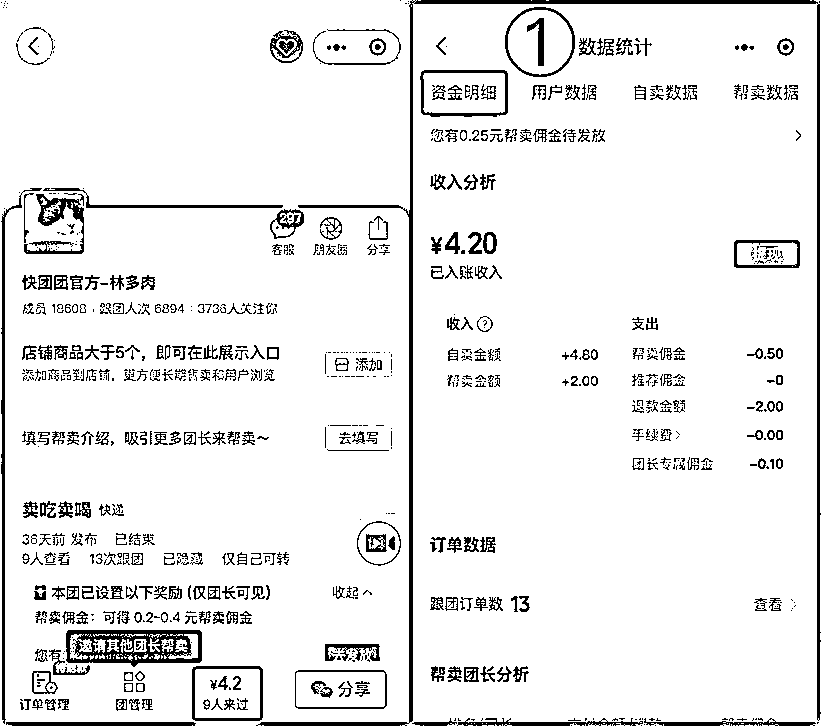 297
客服 朋友圈 分享
快团团官方-林多肉
成员 18608 · 跟团人次 6894 · 3736人关注你
店铺商品大于5个，即可在此展示入口
添加商品到店铺，更方便长期售卖和用户浏览
添加
填写帮卖介绍，吸引更多团长来帮卖～
去填写
卖吃卖喝 快递
36天前 发布 已结束
9人查看 13次跟团 已隐藏 仅自己可转
本团已设置以下奖励 (仅团长可见)
收起
帮卖佣金：可得 0.2-0.4 元帮卖佣金
您有
邀请其他团长帮卖
去发放
订单管理
团管理
¥4.2
9人来过
分享
1
数据统计
资金明细 用户数据 自卖数据 帮卖数据
您有0.25元帮卖佣金待发放
收入分析
¥4.20
已入账收入
收入 ? 支出
自卖金额 +4.80 帮卖佣金 -0.50
帮卖金额 +2.00 推荐佣金 -0
退款金额 -2.00
手续费 -0.00
团长专属佣金 -0.10
订单数据
跟团订单数 13 查看
帮卖团长分析